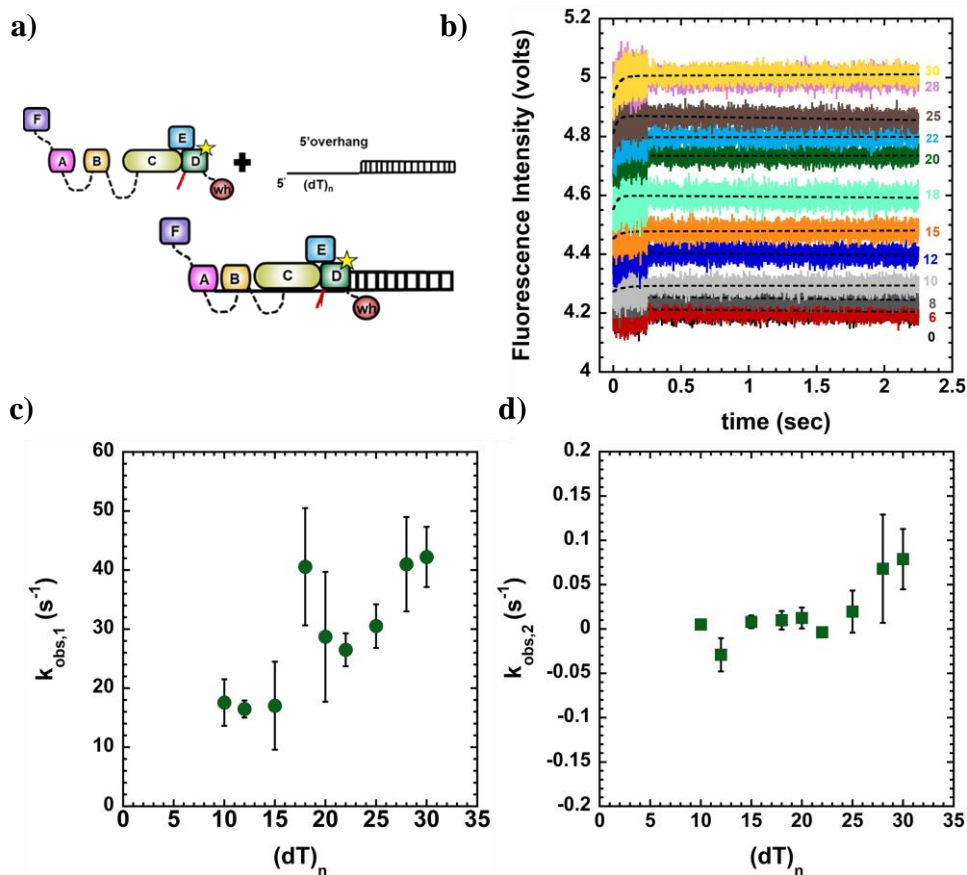 a)
F
A
B
C
E
D
wh
+
5'overhang
5'
(dT)n
F
A
B
C
E
D
wh
b)
Fluorescence Intensity (volts)
5.2
5
4.8
4.6
4.4
4.2
4
30
28
25
22
20
18
15
12
10
8
6
0
0
0.5
1
1.5
2
2.5
time (sec)
c)
kobs,1 (s-1)
60
50
40
30
20
10
0
0 5 10 15 20 25 30 35
(dT)n
d)
kobs,2 (s-1)
0.2
0.15
0.1
0.05
0
-0.05
-0.1
-0.15
-0.2
0 5 10 15 20 25 30 35
(dT)n